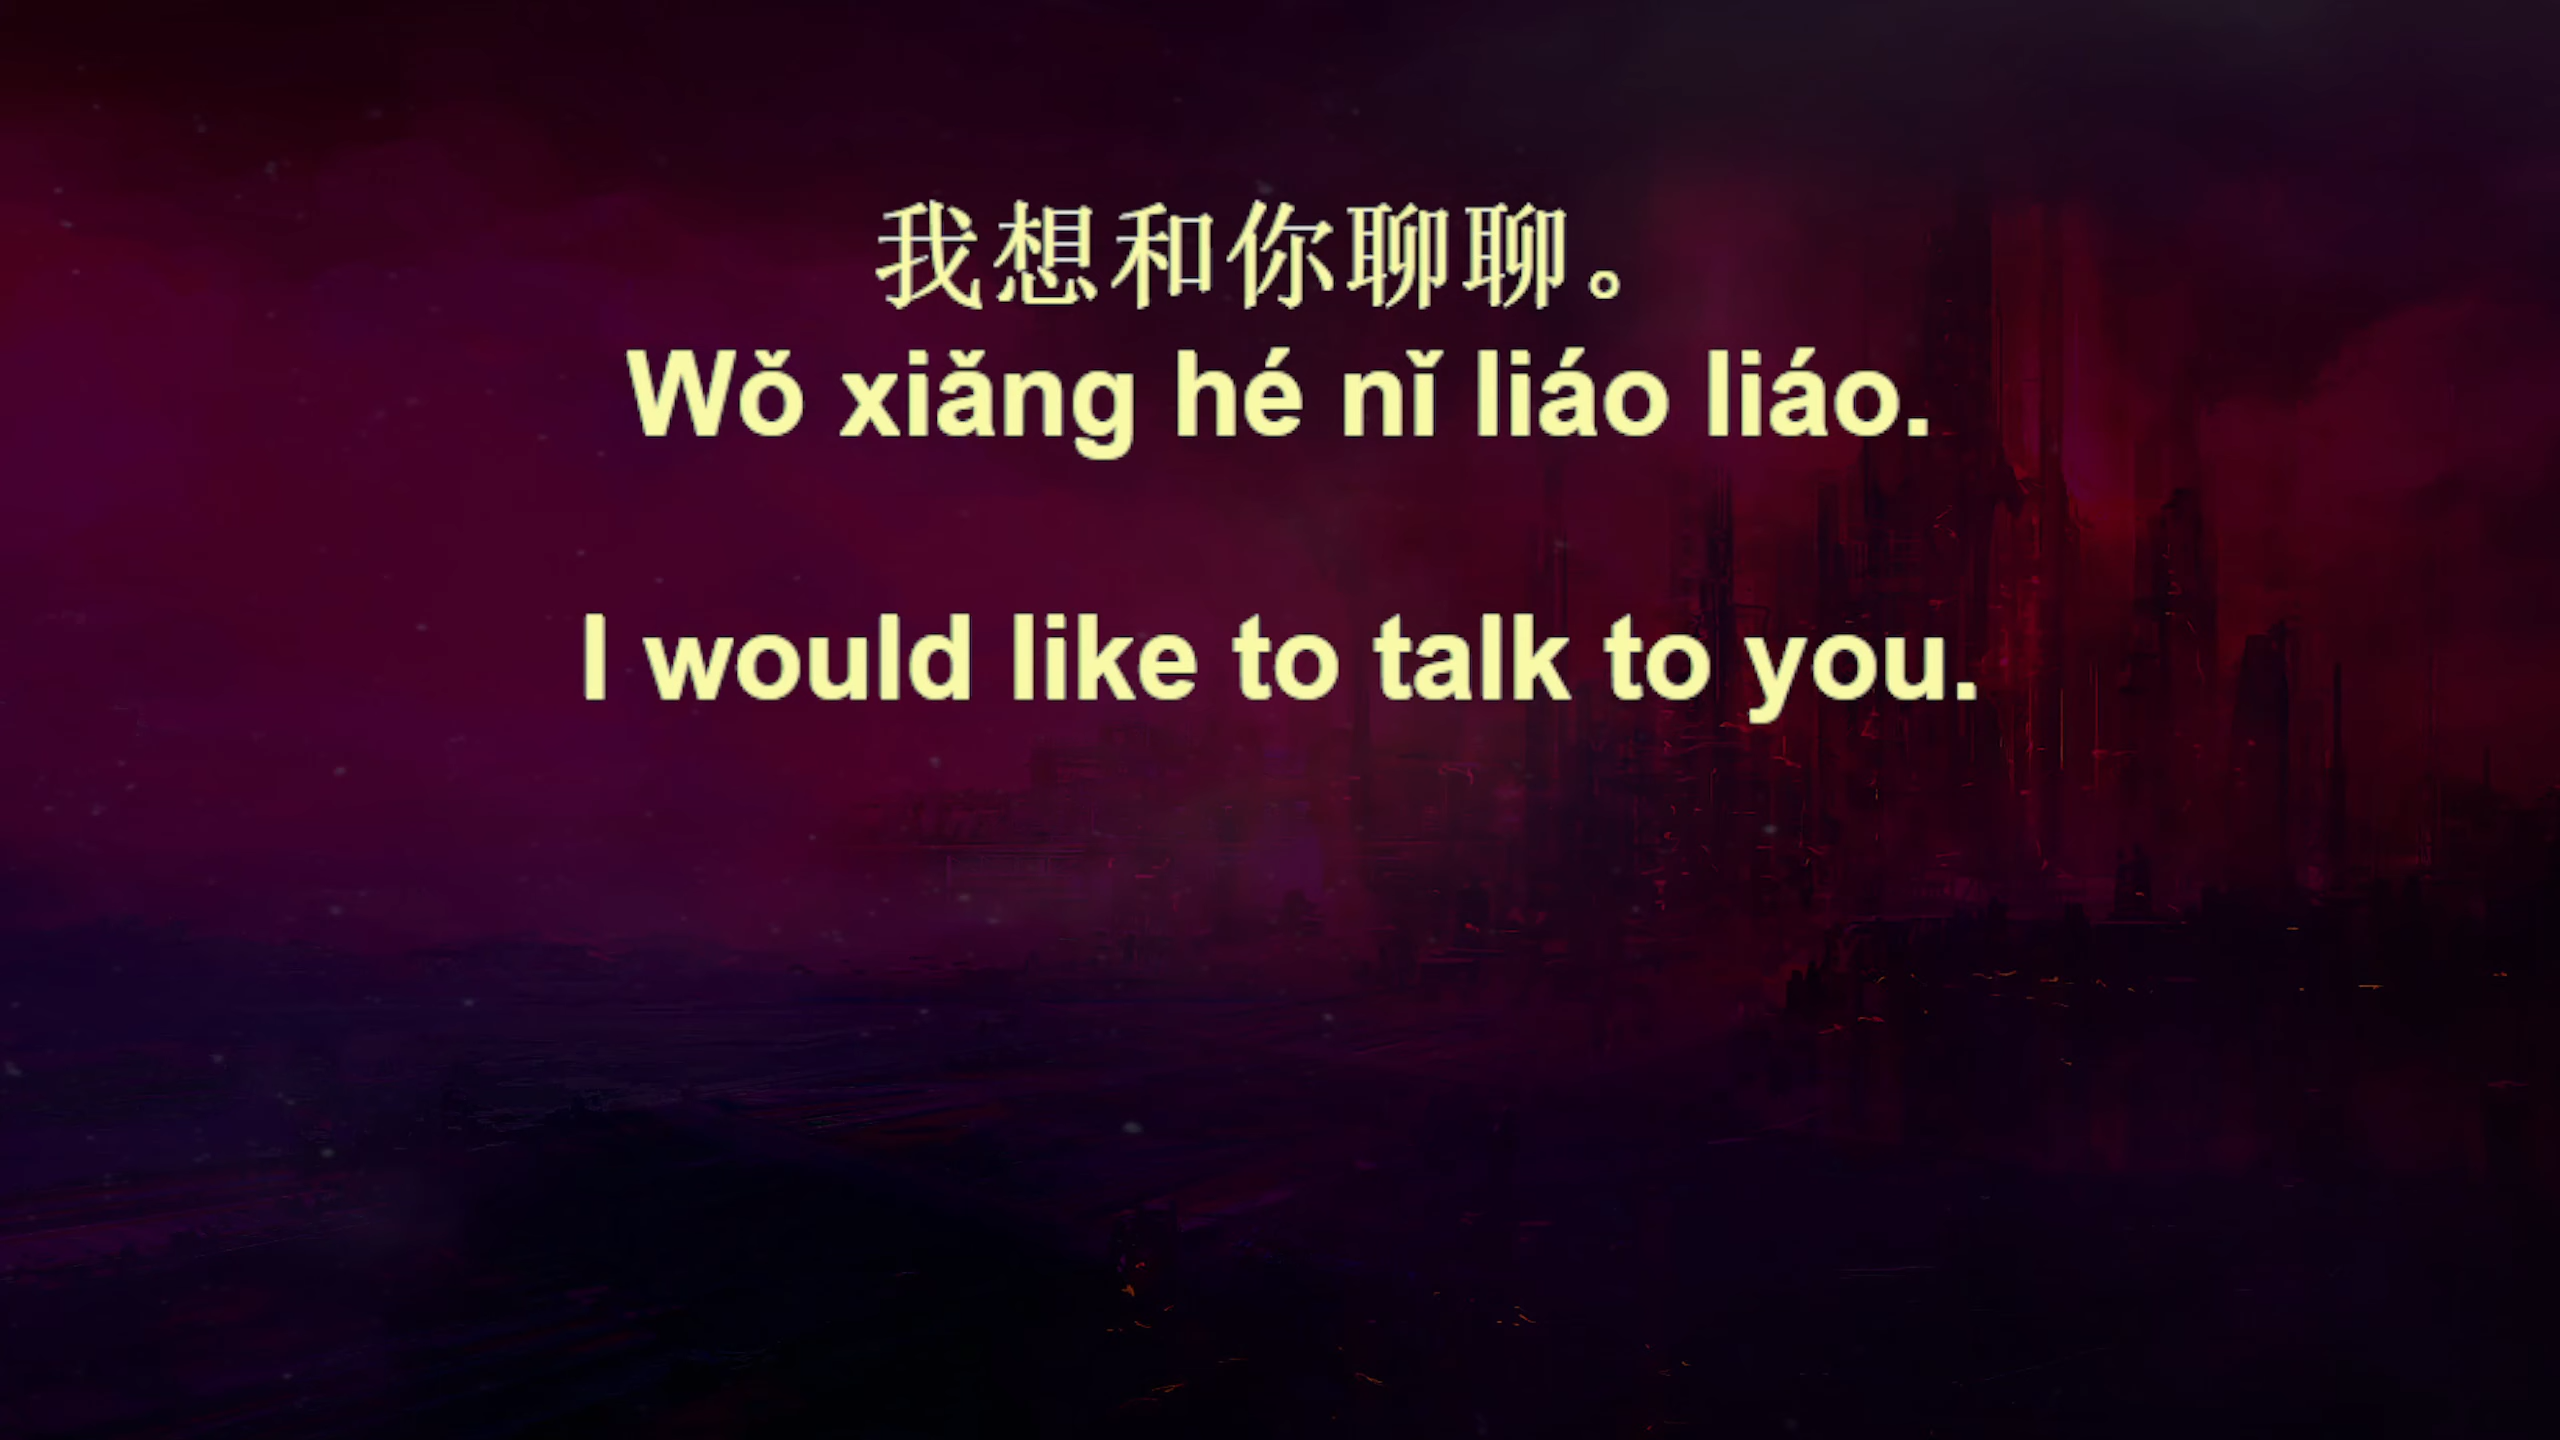 我想和你聊聊。
Wǒ xiǎng hé nǐ liáo liáo.
I would like to talk to you.